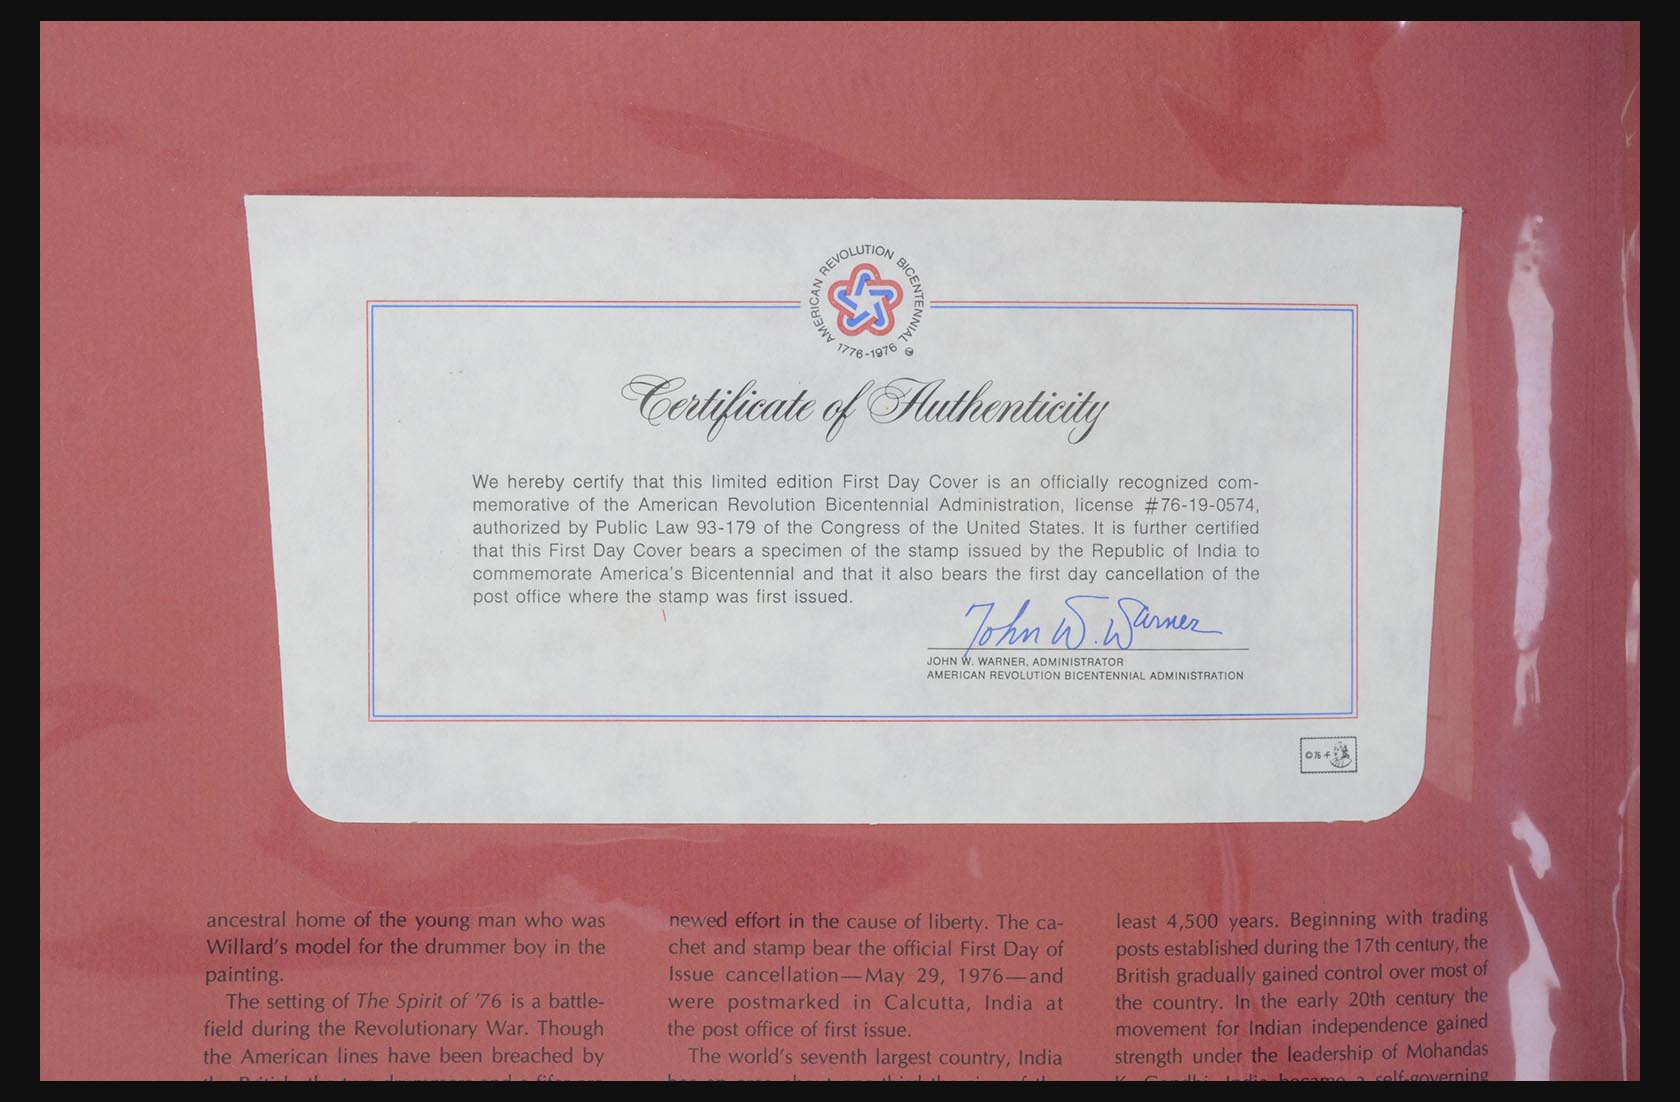 AMERICAN REVOLUTION BICENTENNIAL
1776-1976
Certificate of Authenticity
We hereby certify that this limited edition First Day Cover is an officially recognized com-
memorative of the American Revolution Bicentennial Administration, license #76-19-0574,
authorized by Public Law 93-179 of the Congress of the United States. It is further certified
that this First Day Cover bears a specimen of the stamp issued by the Republic of India to
commemorate America's Bicentennial and that it also bears the first day cancellation of the
post office where the stamp was first issued.
John W. Warner
JOHN W. WARNER, ADMINISTRATOR
AMERICAN REVOLUTION BICENTENNIAL ADMINISTRATION
ancestral home of the young man who was
Willard's model for the drummer boy in the
painting.
The setting of The Spirit of '76 is a battle-
field during the Revolutionary War. Though
the American lines have been breached by
newed effort in the cause of liberty. The ca-
chet and stamp bear the official First Day of
Issue cancellation—May 29, 1976—and
were postmarked in Calcutta, India at
the post office of first issue.
The world's seventh largest country, India
least 4,500 years. Beginning with trading
posts established during the 17th century, the
British gradually gained control over most of
the country. In the early 20th century the
movement for Indian independence gained
strength under the leadership of Mohandas
K. Gandhi. India became a self-governing